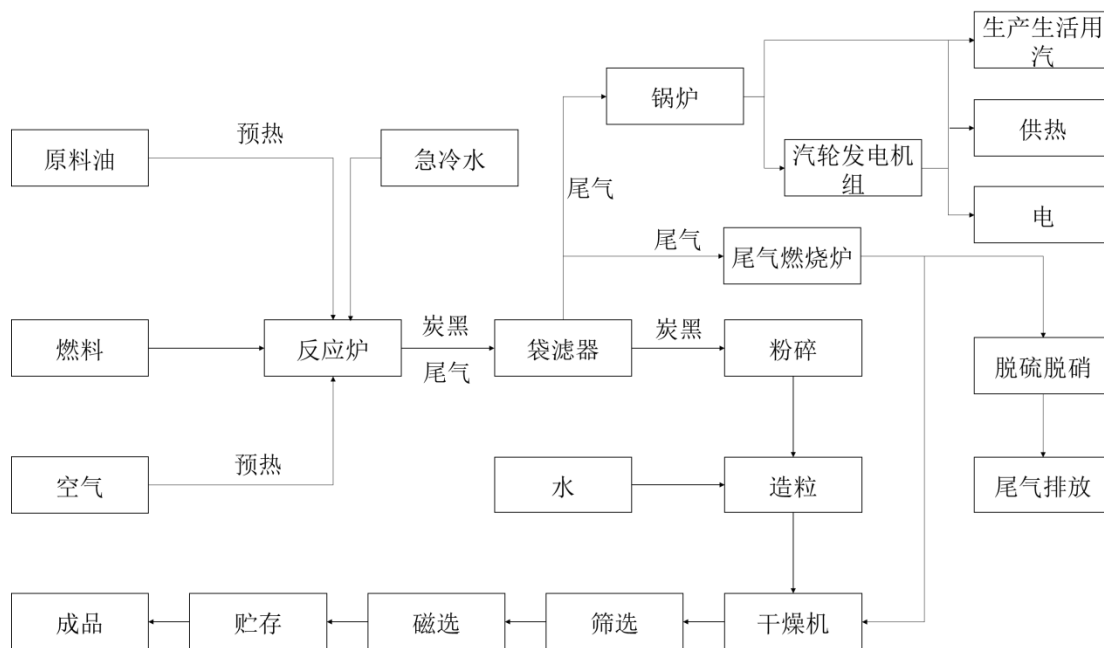 生产生活用
汽
锅炉
预热
原料油
急冷水
供热
汽轮发电机
组
尾气
电
尾气
尾气燃烧炉
炭黑
炭黑
燃料
反应炉
袋滤器
粉碎
脱硫脱硝
尾气
预热
空气
水
造粒
尾气排放
成品
贮存
磁选
筛选
干燥机